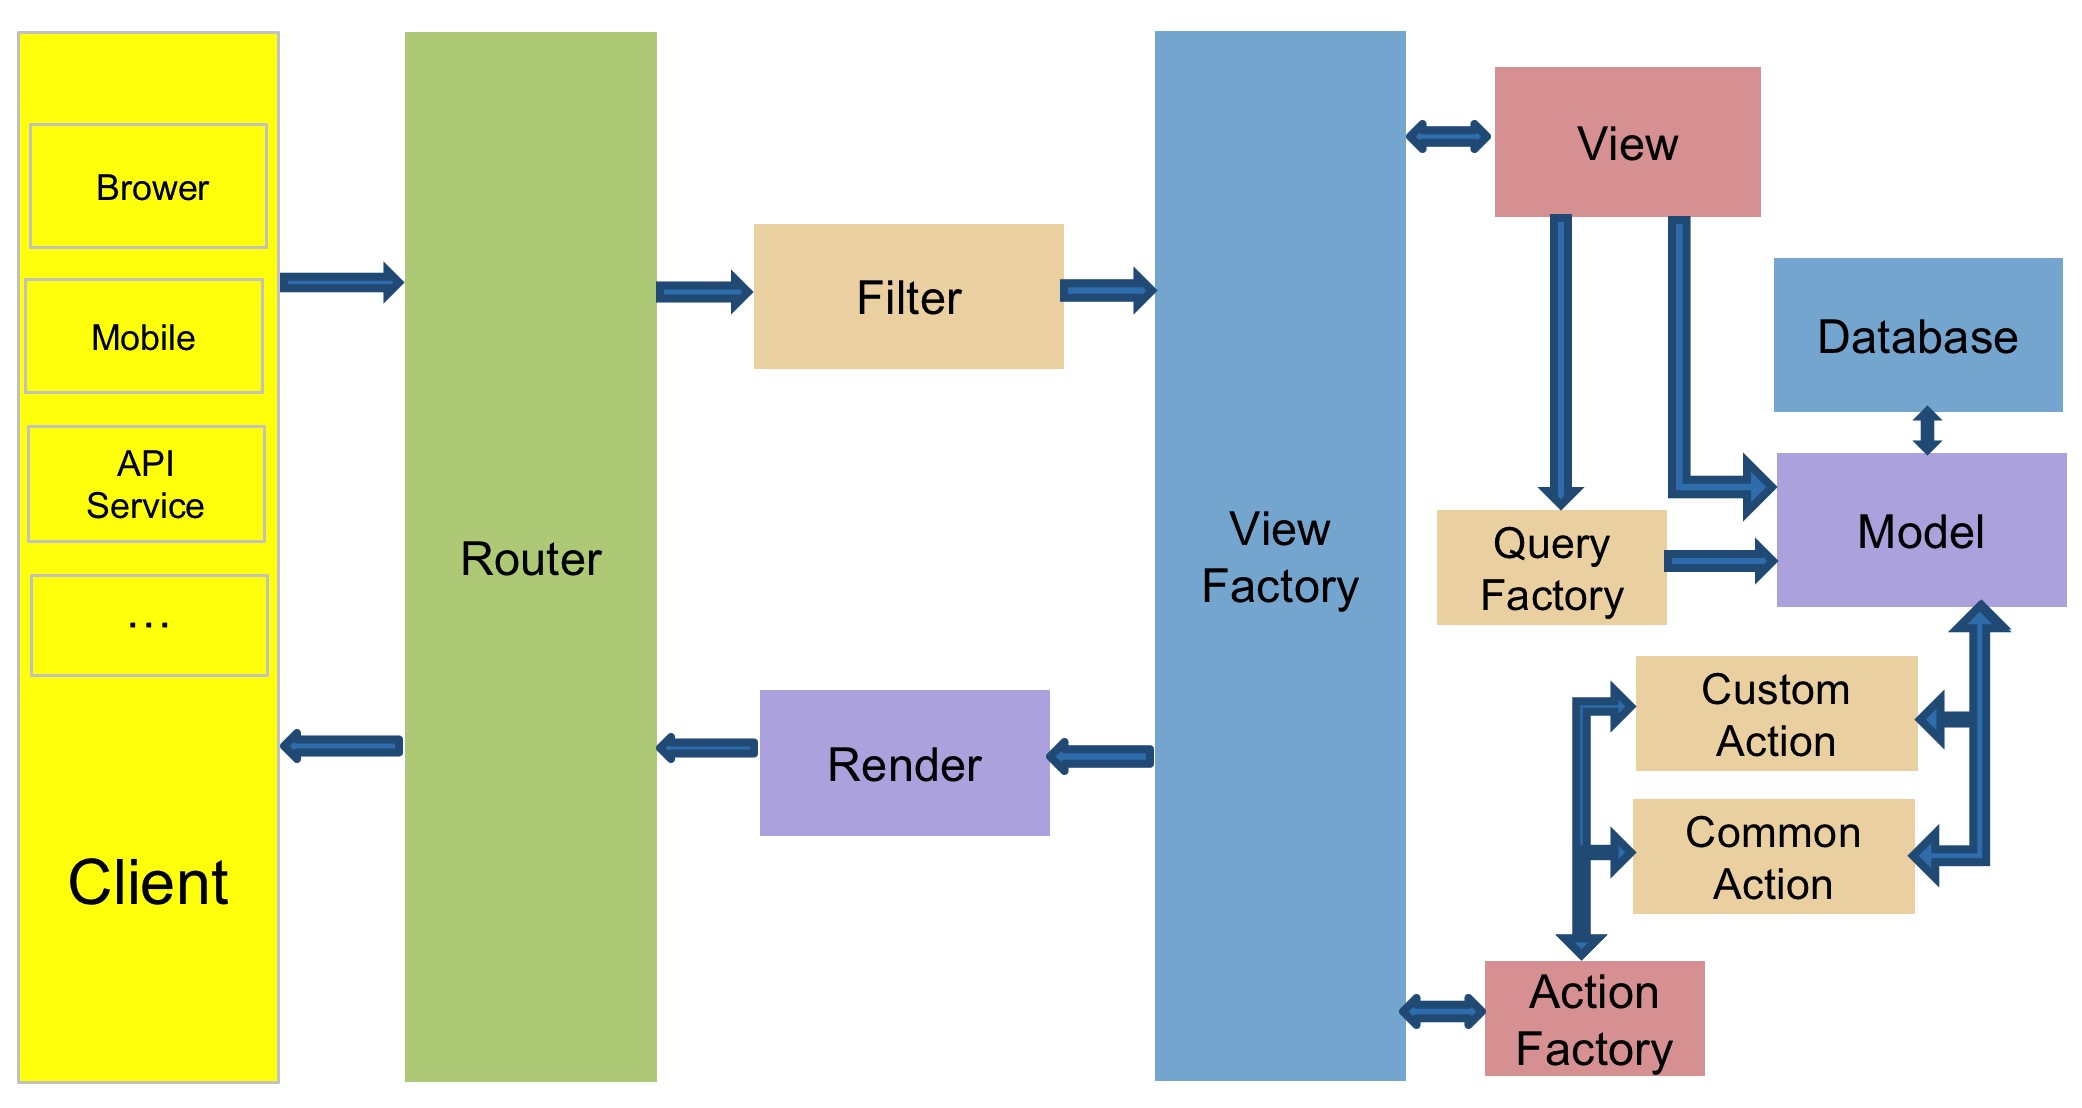 Brower
Mobile
API
Service
...
Client
Router
Filter
Render
View
Factory
View
Database
Query
Factory
Model
Custom
Action
Common
Action
Action
Factory